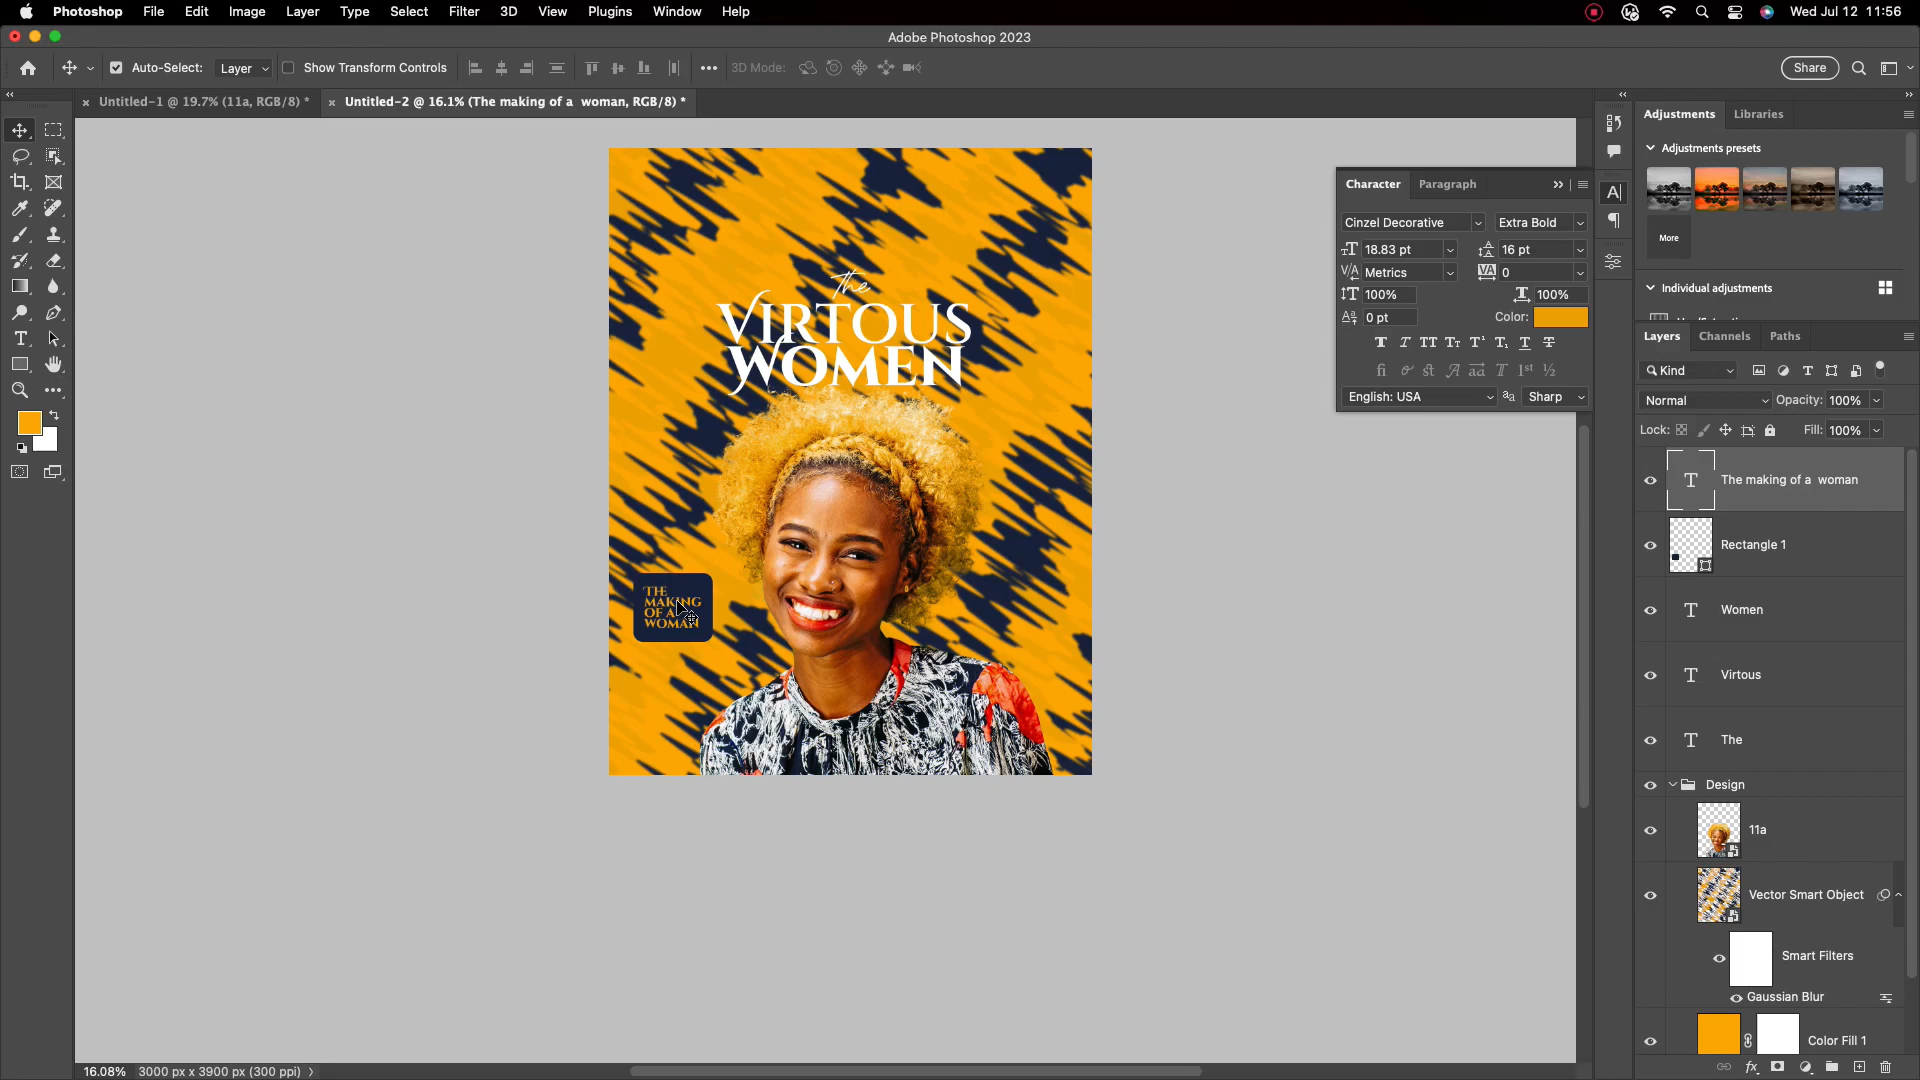 Photoshop File Edit Image Layer Type Select Filter 3D View Plugins Window Help Wed Jul 12 11:56
Adobe Photoshop 2023
Auto-Select: Layer Show Transform Controls 3D Mode: Share
Untitled-1 @ 19.7% (11a, RGB/8) * Untitled-2 @ 16.1% (The making of a woman, RGB/8) *
Adjustments Libraries
Adjustments presets
More
Individual adjustments
Character Paragraph
Cinzel Decorative Extra Bold
18.83 pt 16 pt
Metrics 0
100% 100%
0 pt Color:
English: USA Sharp
The
VIRTOUS
WOMEN
THE
MAKING
OF A
WOMAN
Layers Channels Paths
Kind
Normal Opacity: 100%
Lock: Fill: 100%
The making of a woman
Rectangle 1
Women
Virtous
The
Design
11a
Vector Smart Object
Smart Filters
Gaussian Blur
Color Fill 1
16.08% 3000 px x 3900 px (300 ppi)